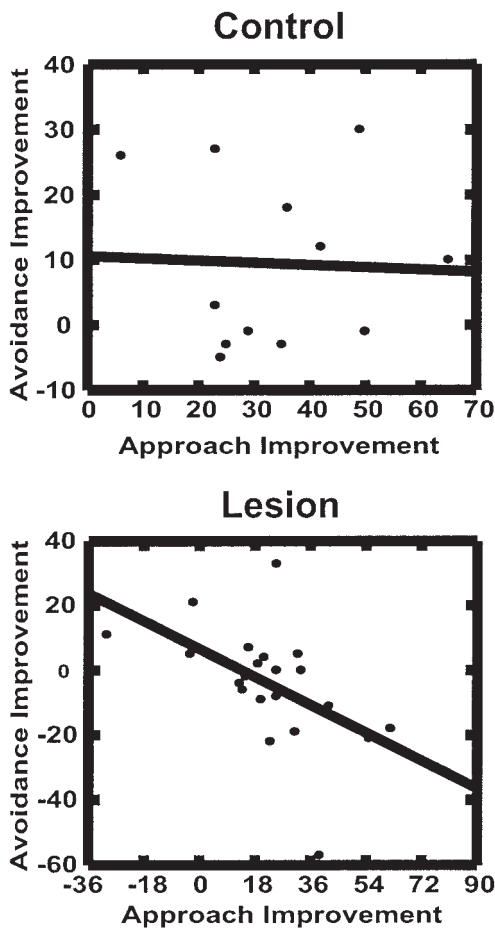 Control
40
30
20
10
0
-10
Avoidance Improvement
0 10 20 30 40 50 60 70
Approach Improvement
Lesion
40
20
0
-20
-40
-60
Avoidance Improvement
-36 -18 0 18 36 54 72 90
Approach Improvement